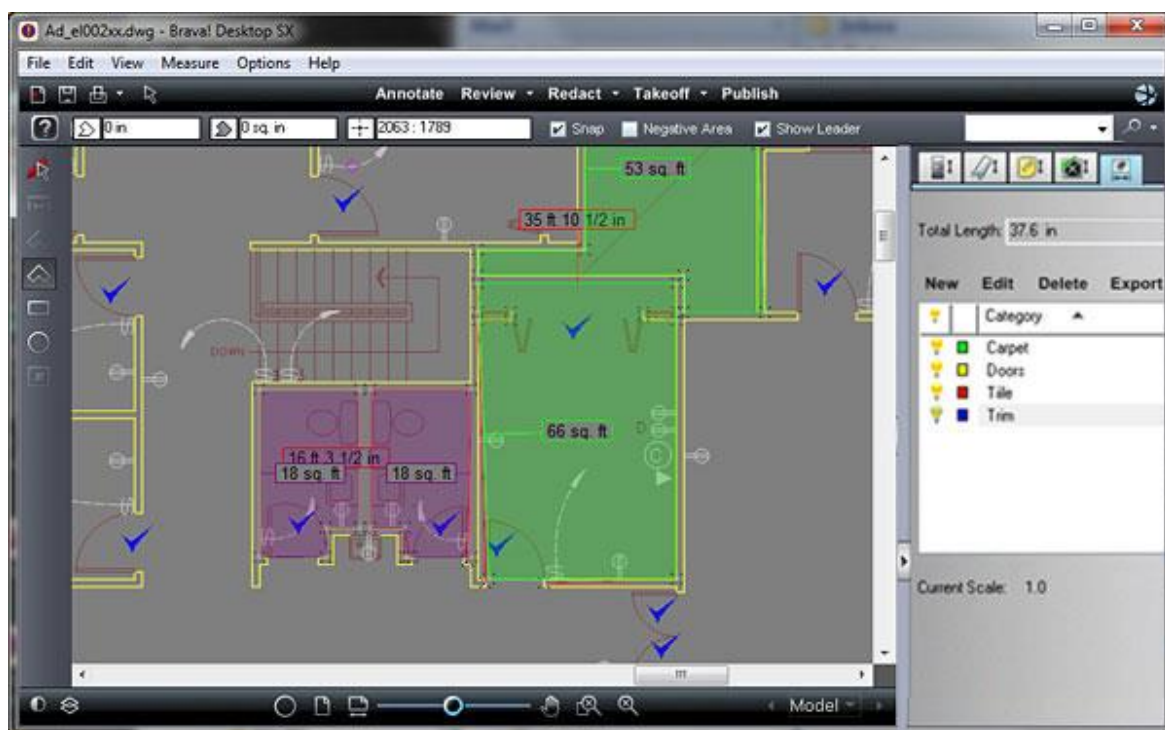 Ad_el002xx.dwg - Brava! Desktop SX
File Edit View Measure Options Help
Annotate Review Redact Takeoff Publish
0 in 0 sq. in 2063 : 1789 Snap Negative Area Show Leader
53 sq. ft
35 ft 10 1/2 in
Total Length: 37.6 in
New Edit Delete Export
Category
Carpet
Doors
Tile
Trim
DOWN
66 sq. ft
D
C
16 ft 3 1/2 in
18 sq. ft 18 sq. ft
Current Scale: 1.0
Model